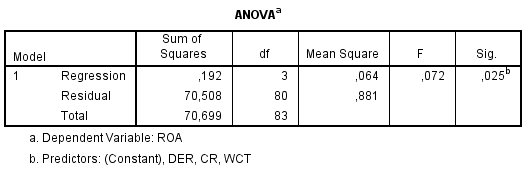 ANOVAa
Model Sum of Squares df Mean Square F Sig.
1 Regression ,192 3 ,064 ,072 ,025b
Residual 70,508 80 ,881
Total 70,699 83
a. Dependent Variable: ROA
b. Predictors: (Constant), DER, CR, WCT